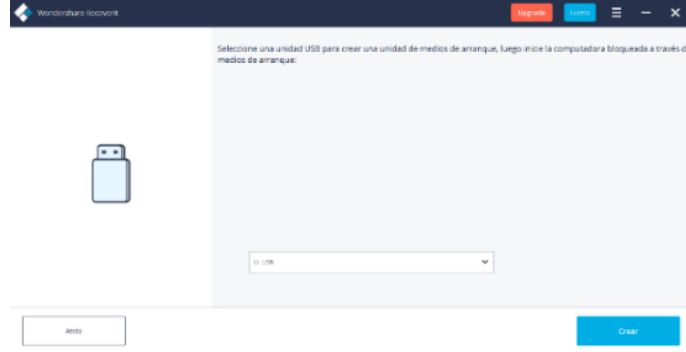 Wondershare Recoverit
Upgrade
Seleccione una unidad USB para crear una unidad de medios de arranque, luego inicie la computadora bloqueada a través d
medios de arranque:
USB
Atrás
Crear